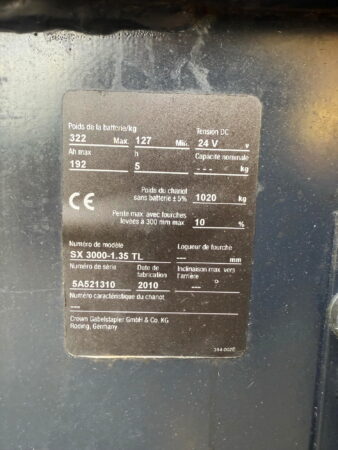 Poids de la batterie/kg Tension DC
322 Max. 127 Min. 24 V v
Ah max h Capacité nominale
192 5 --- kg
Poids du chariot
sans batterie ± 5% 1020 kg
CE
Pente max. avec fourches
levées à 300 mm max 10 %
Numéro de modèle Longueur de fourche
SX 3000-1.35 TL --- mm
Numéro de série Date de fabrication Inclinaison max. vers l'arrière
5A521310 2010 --- º
Numéro caractéristique du chariot
---
Crown Gabelstapler GmbH & Co. KG
Roding, Germany